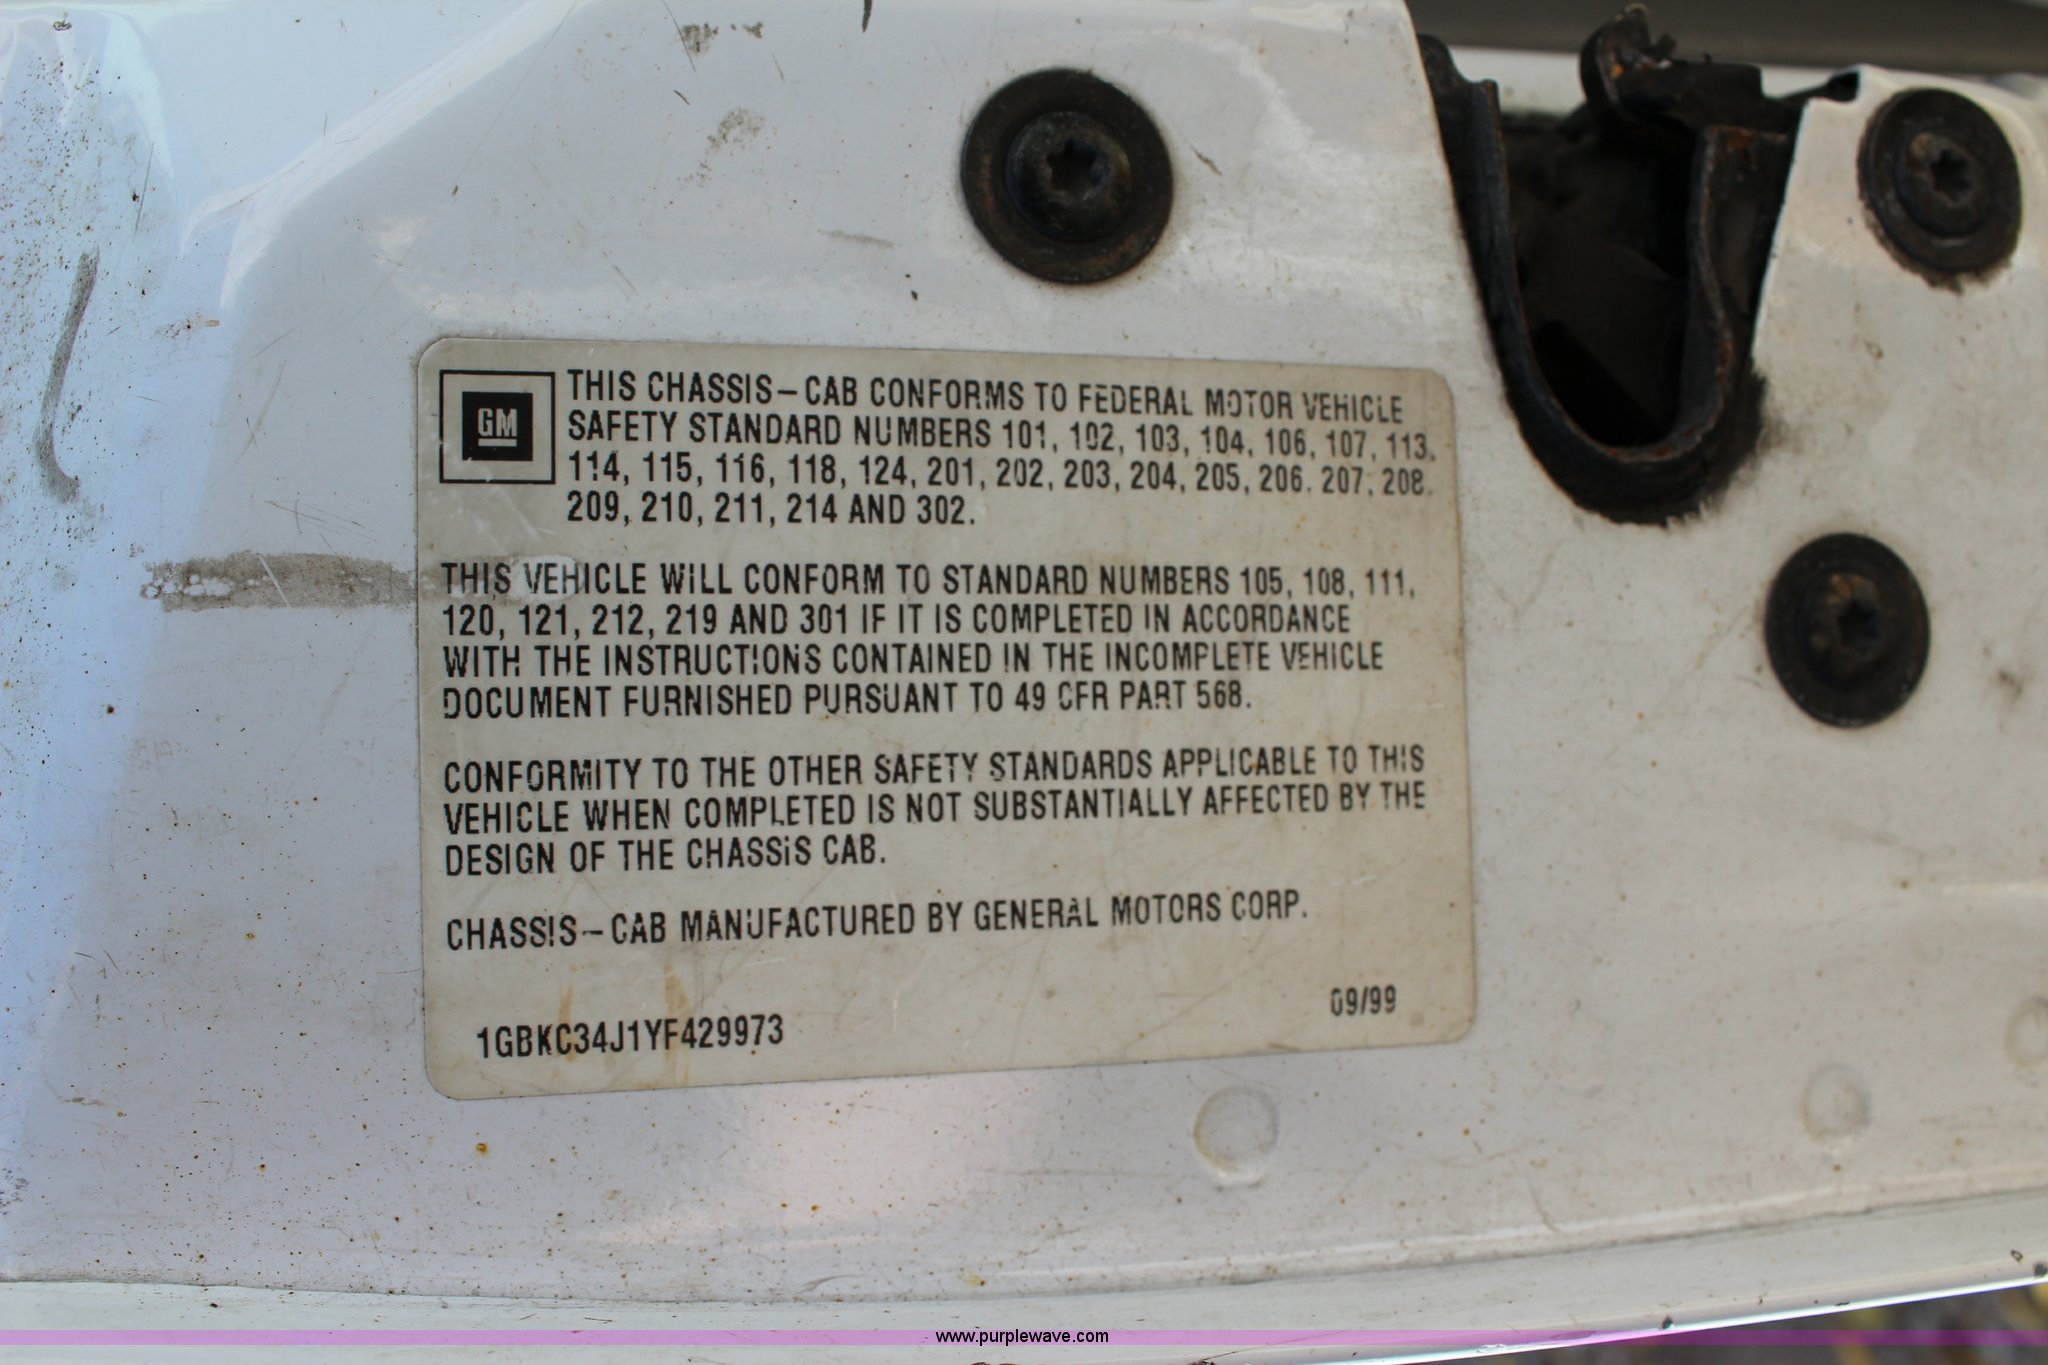 GM
THIS CHASSIS-CAB CONFORMS TO FEDERAL MOTOR VEHICLE
SAFETY STANDARD NUMBERS 101, 102, 103, 104, 106, 107, 113,
114, 115, 116, 118, 124, 201, 202, 203, 204, 205, 206, 207, 208,
209, 210, 211, 214 AND 302.
THIS VEHICLE WILL CONFORM TO STANDARD NUMBERS 105, 108, 111,
120, 121, 212, 219 AND 301 IF IT IS COMPLETED IN ACCORDANCE
WITH THE INSTRUCTIONS CONTAINED IN THE INCOMPLETE VEHICLE
DOCUMENT FURNISHED PURSUANT TO 49 CFR PART 568.
CONFORMITY TO THE OTHER SAFETY STANDARDS APPLICABLE TO THIS
VEHICLE WHEN COMPLETED IS NOT SUBSTANTIALLY AFFECTED BY THE
DESIGN OF THE CHASSIS CAB.
CHASSIS-CAB MANUFACTURED BY GENERAL MOTORS CORP.
09/99
1GBKC34J1YF429973
www.purplewave.com